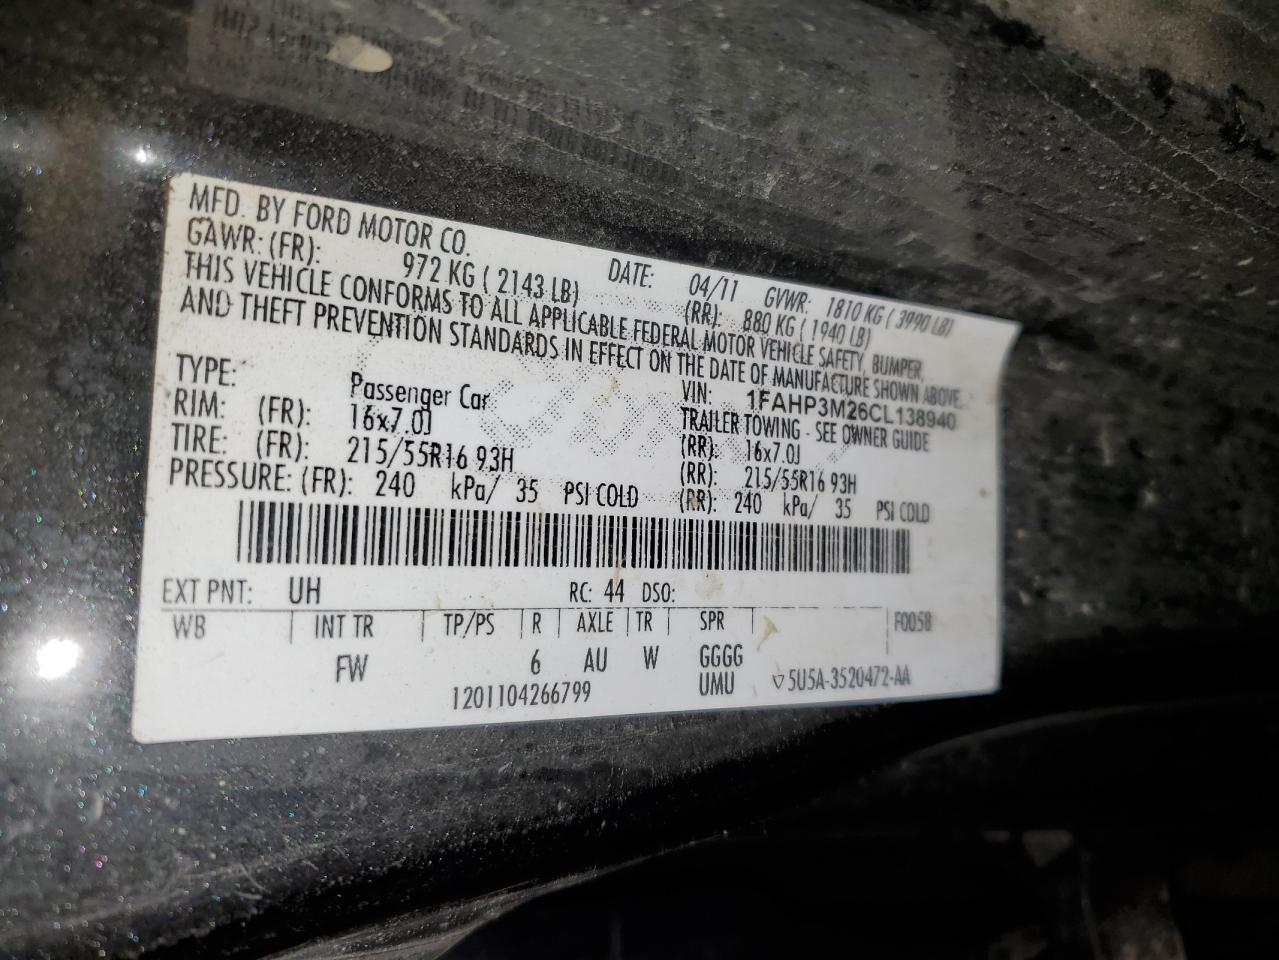 MFD. BY FORD MOTOR CO.
DATE: 04/11 GVWR: 1810 KG ( 3990 LB)
GAWR: (FR): 972 KG ( 2143 LB) (RR): 880 KG ( 1940 LB)
THIS VEHICLE CONFORMS TO ALL APPLICABLE FEDERAL MOTOR VEHICLE SAFETY, BUMPER,
AND THEFT PREVENTION STANDARDS IN EFFECT ON THE DATE OF MANUFACTURE SHOWN ABOVE.
VIN: 1FAHP3M26CL138940
TYPE: Passenger Car TRAILER TOWING - SEE OWNER GUIDE
RIM: (FR): 16x7.0J (RR): 16x7.0J
TIRE: (FR): 215/55R16 93H (RR): 215/55R16 93H
PRESSURE: (FR): 240 kPa/ 35 PSI COLD (RR): 240 kPa/ 35 PSI COLD
EXT PNT: UH RC: 44 DSO:
WB INT TR TP/PS R AXLE TR SPR F0058
FW 6 AU W GGGG
UMU
1201104266799 5U5A-3520472-AA